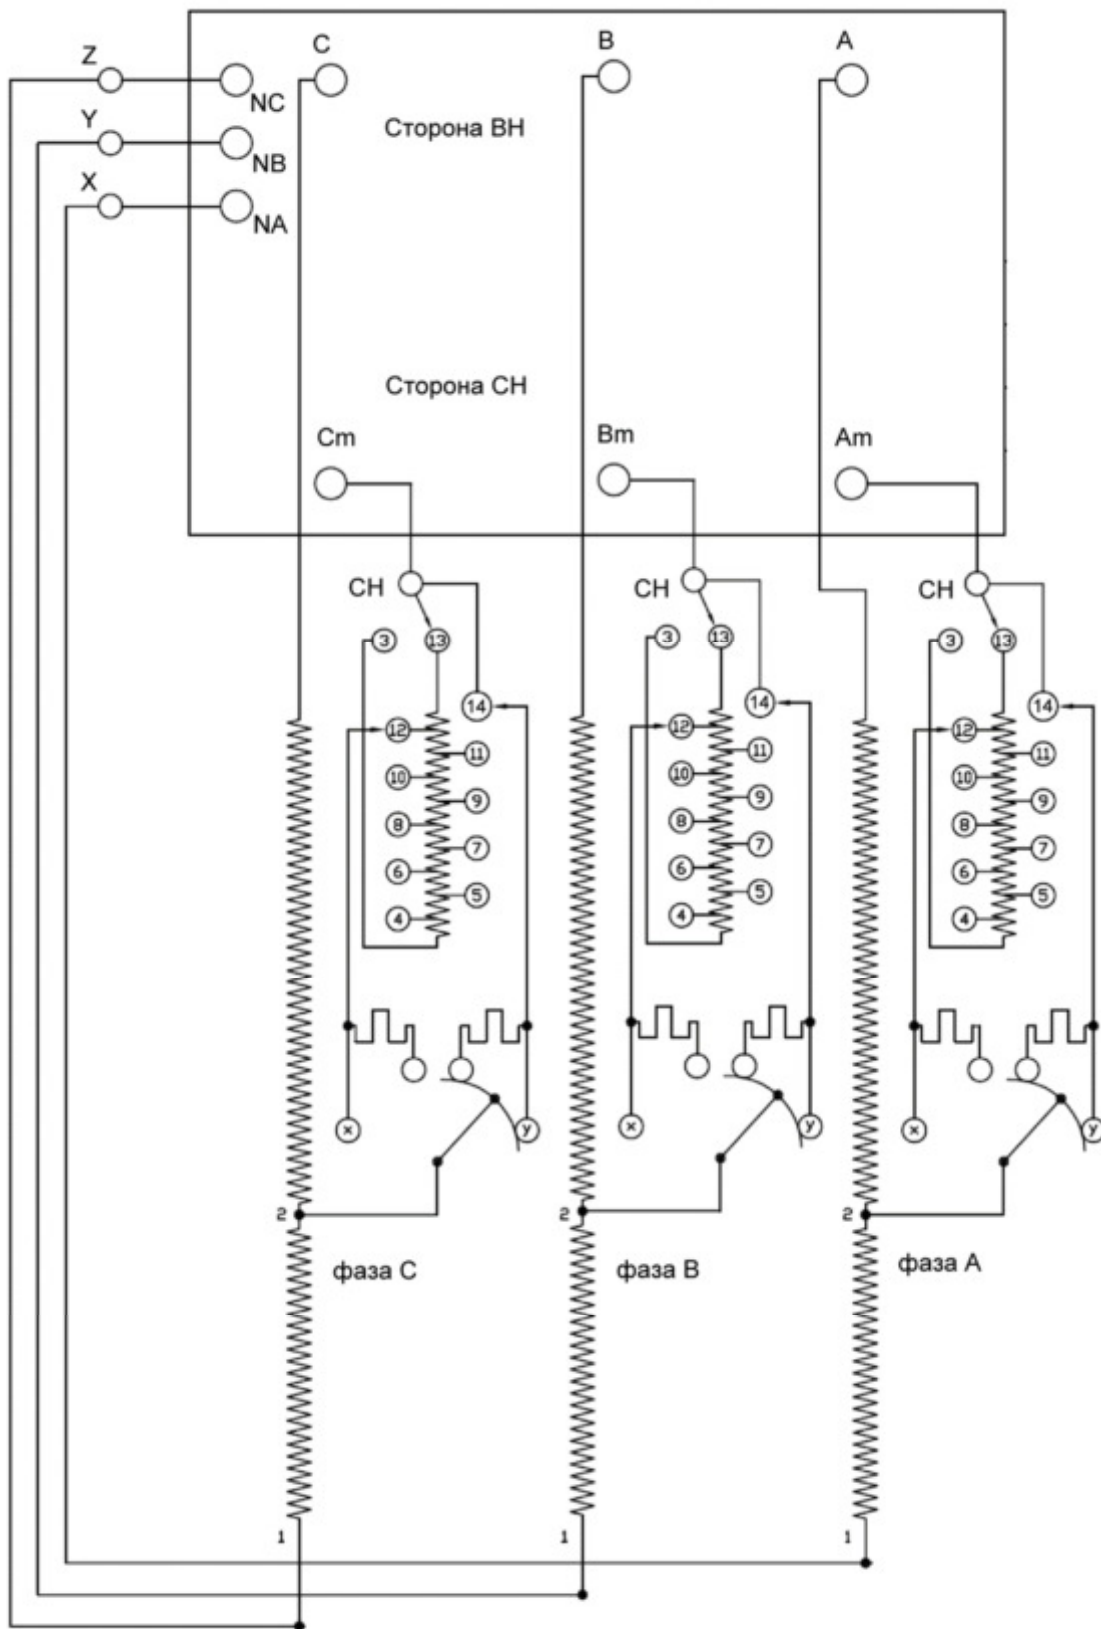 C B A
Z
NC
Сторона ВН
Y
NB
X
NA
Сторона СН
Cm Bm Am
СН СН
3 13 3 13 3 13
14 14 14
12 12 12
11 11 11
10 10 10
9 9 9
8 8 8
7 7 7
6 6 6
5 5 5
4 4 4
x y x y x y
2 2 2
фаза С фаза В фаза А
1 1 1